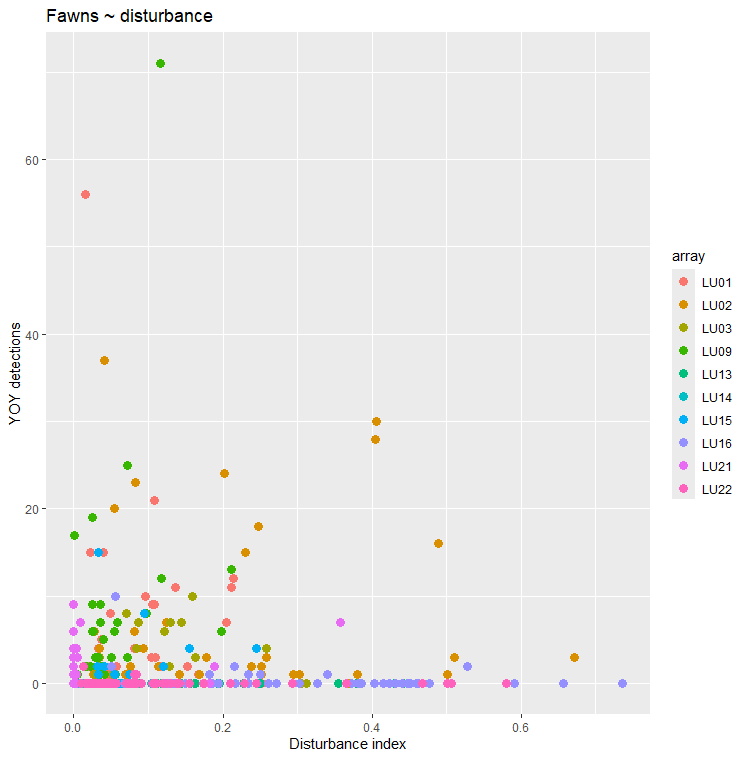 Fawns ~ disturbance
YOY detections
60
40
20
0
0.0 0.2 0.4 0.6
Disturbance index
array
LU01
LU02
LU03
LU09
LU13
LU14
LU15
LU16
LU21
LU22